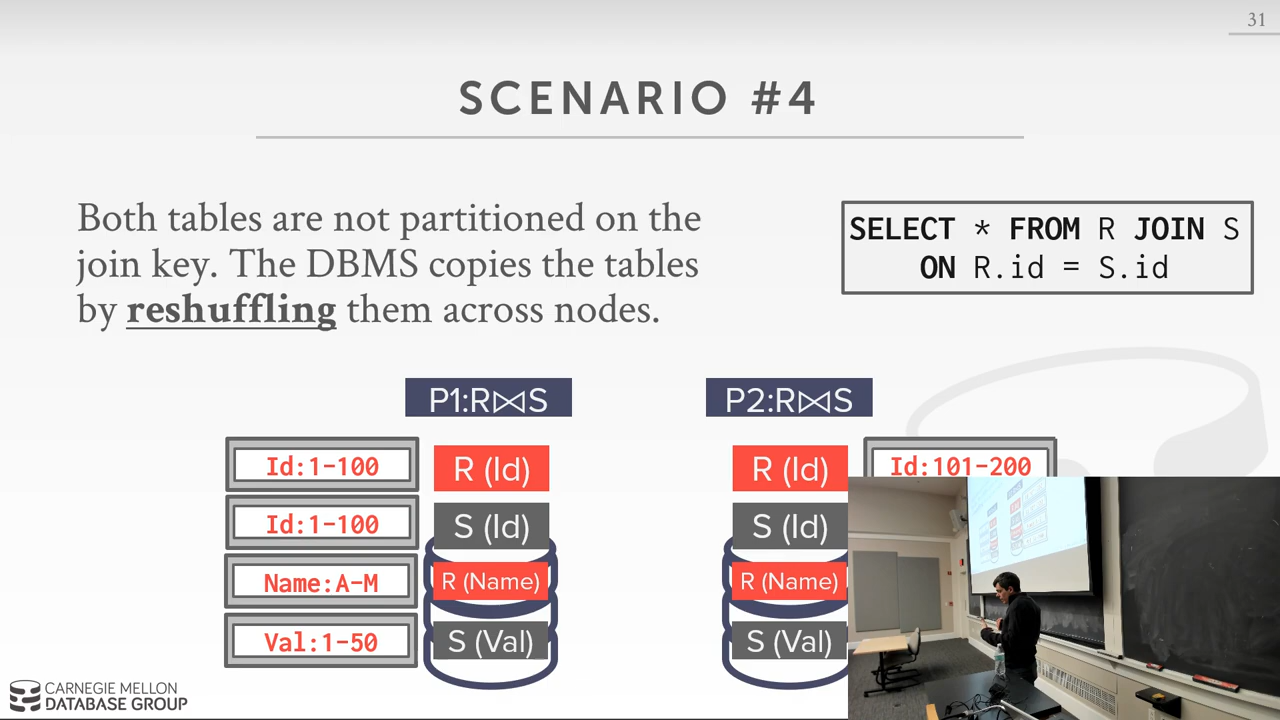 31
SCENARIO #4
Both tables are not partitioned on the
join key. The DBMS copies the tables
by reshuffling them across nodes.
SELECT * FROM R JOIN S
ON R.id = S.id
P1:R⋈S
P2:R⋈S
Id:1-100
R (Id)
R (Id)
Id:101-200
Id:1-100
S (Id)
S (Id)
Name:A-M
R (Name)
R (Name)
Val:1-50
S (Val)
S (Val)
CARNEGIE MELLON
DATABASE GROUP